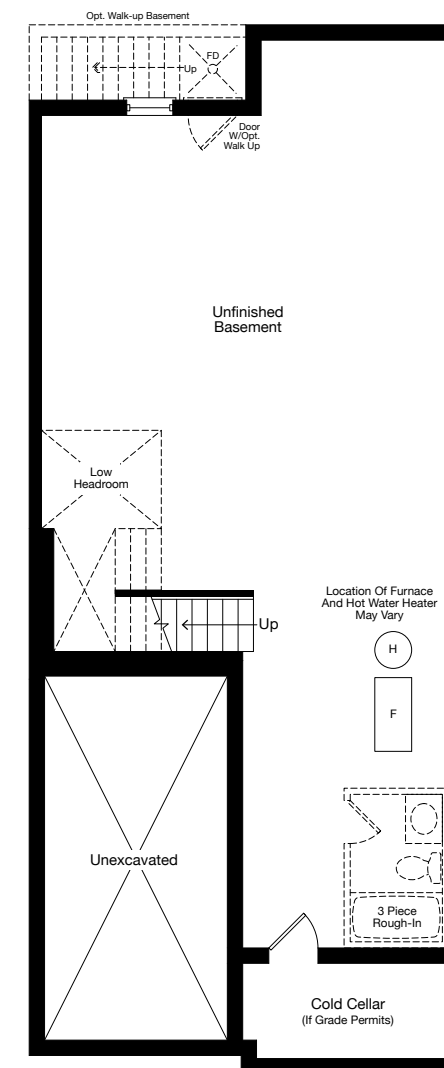 Opt. Walk-up Basement
Up
FD
Door
W/Opt.
Walk Up
Unfinished
Basement
Low
Headroom
Location Of Furnace
And Hot Water Heater
May Vary
Up
H
F
Unexcavated
3 Piece
Rough-In
Cold Cellar
(If Grade Permits)